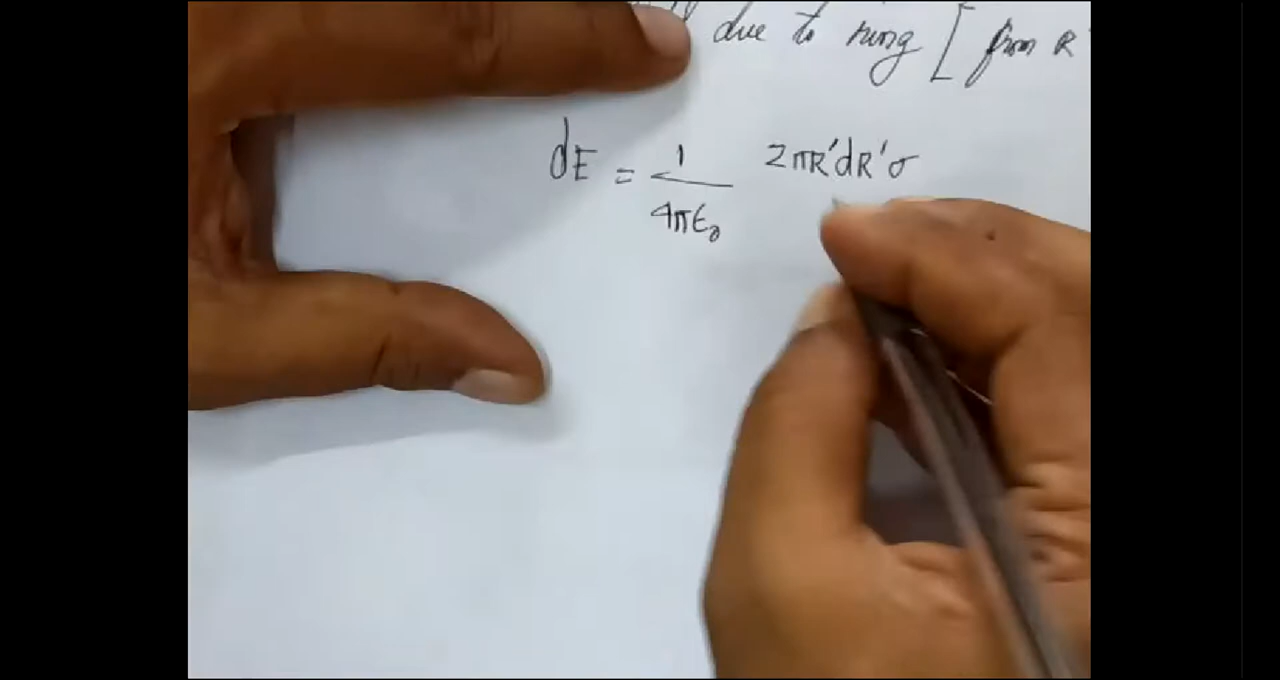 due to ring [ from R'
dE = 1/4πε₀ 2πR'dR'σ